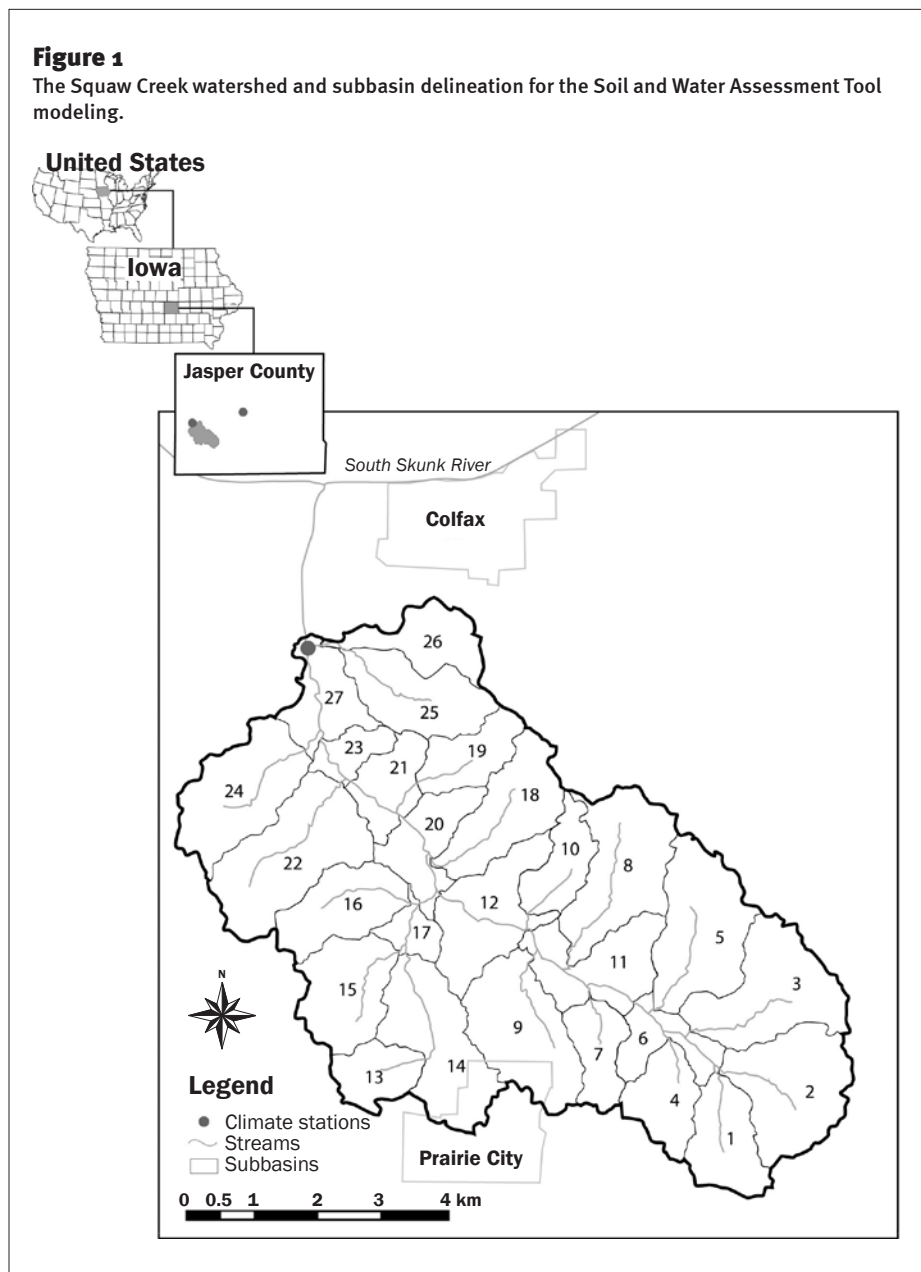 Figure 1
The Squaw Creek watershed and subbasin delineation for the Soil and Water Assessment Tool
modeling.
United States
Iowa
Jasper County
South Skunk River
Colfax
26
27
25
23
19
21
24
18
20
10
8
22
12
16
5
17
11
3
15
9
6
7
14
13
2
4
1
N
Legend
Climate stations
Streams
Subbasins
Prairie City
0 0.5 1 2 3 4 km